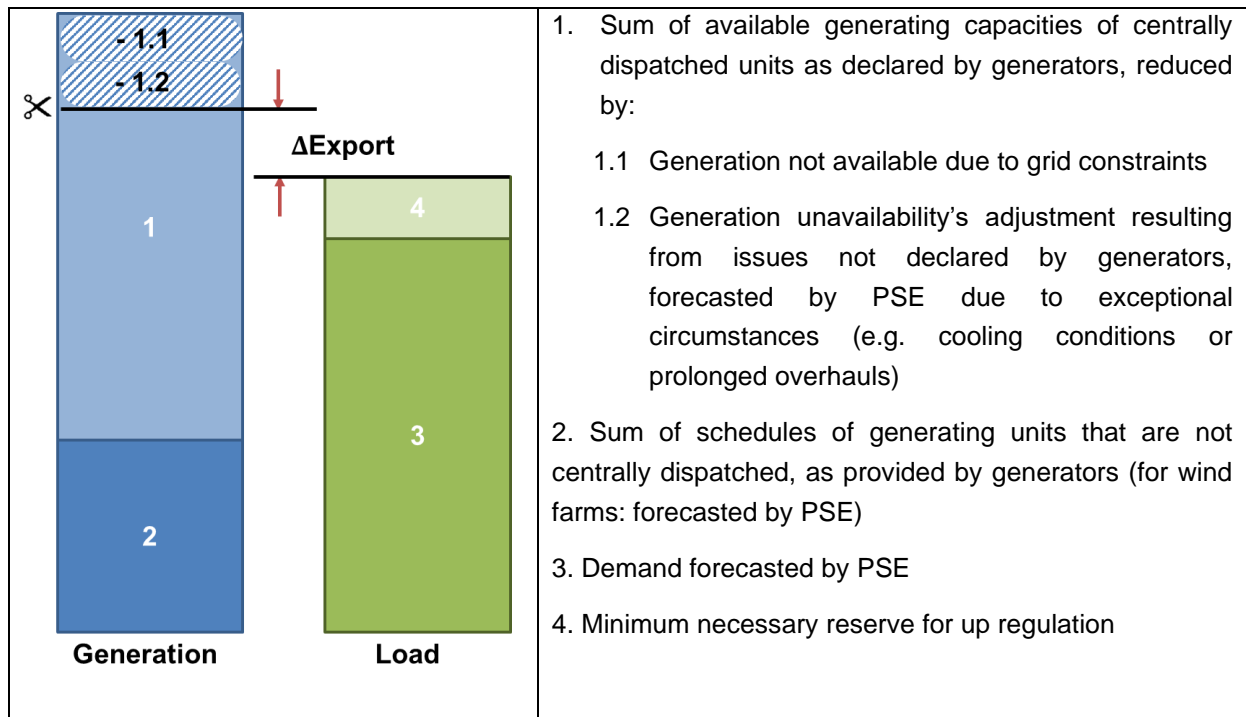 - 1.1
- 1.2
ΔExport
4
1
3
2
Generation
Load
1. Sum of available generating capacities of centrally
dispatched units as declared by generators, reduced
by:
1.1 Generation not available due to grid constraints
1.2 Generation unavailability’s adjustment resulting
from issues not declared by generators,
forecasted by PSE due to exceptional
circumstances (e.g. cooling conditions or
prolonged overhauls)
2. Sum of schedules of generating units that are not
centrally dispatched, as provided by generators (for wind
farms: forecasted by PSE)
3. Demand forecasted by PSE
4. Minimum necessary reserve for up regulation